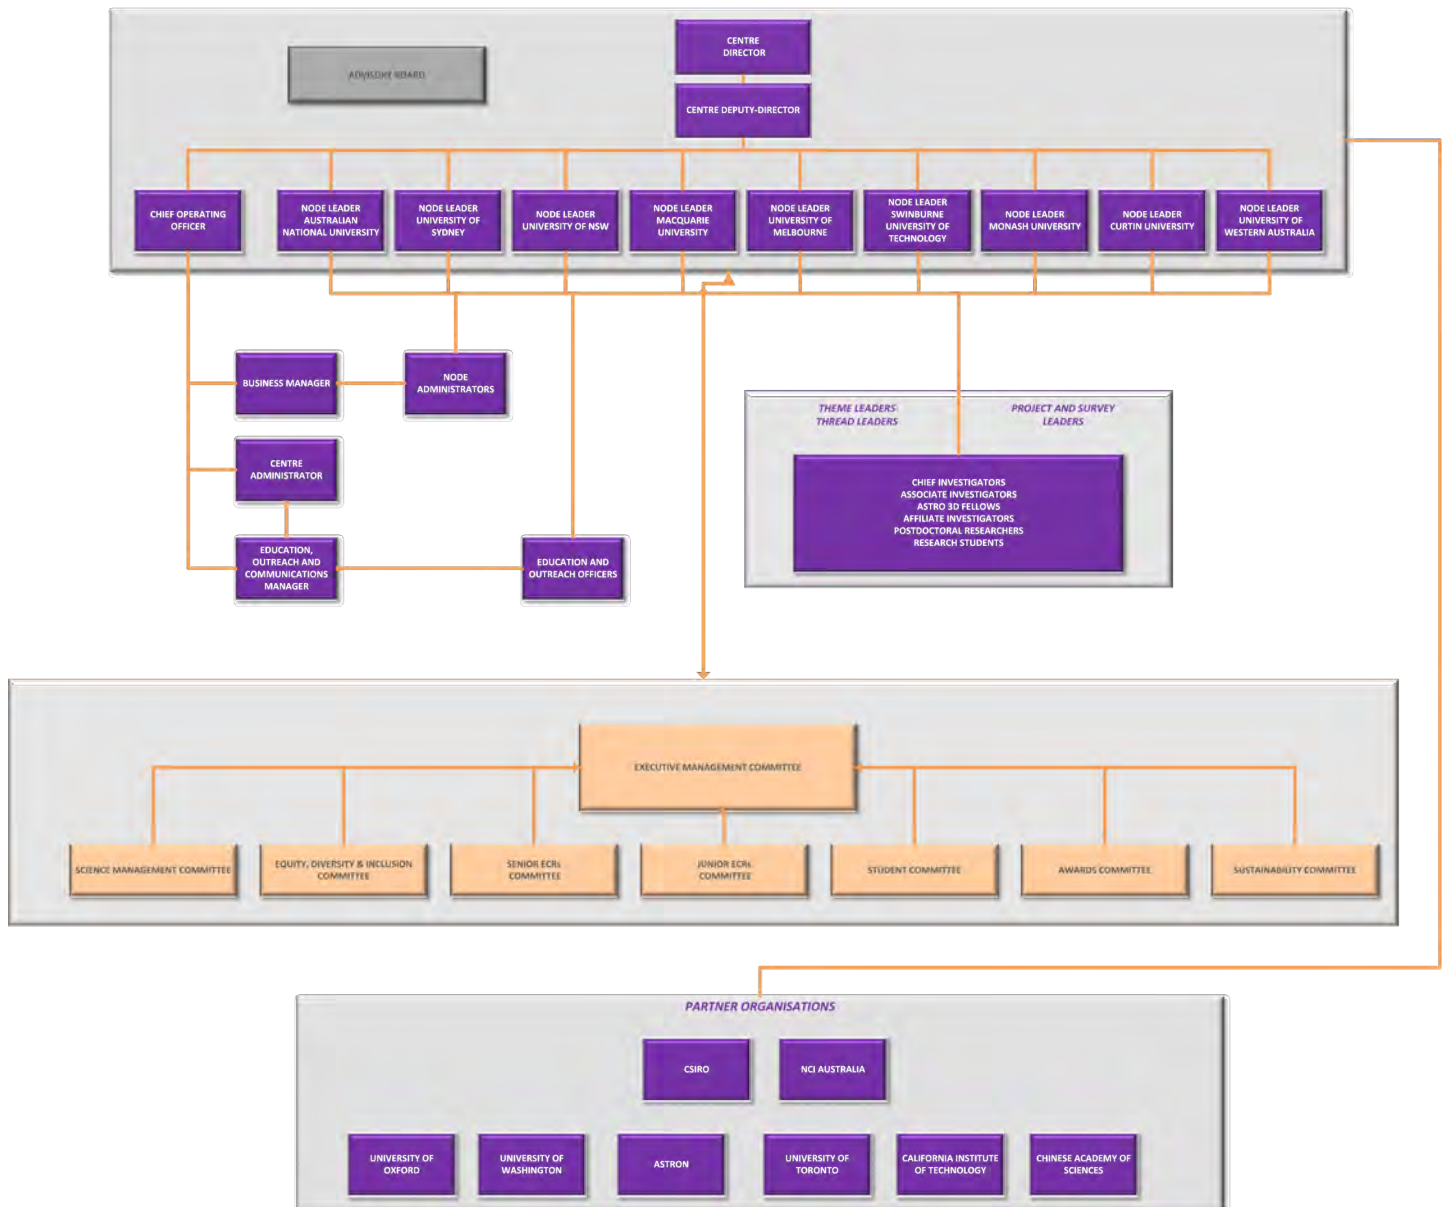 CENTRE
DIRECTOR
ADVISORY BOARD
CENTRE DEPUTY-DIRECTOR
CHIEF OPERATING
OFFICER
NODE LEADER
AUSTRALIAN
NATIONAL UNIVERSITY
NODE LEADER
UNIVERSITY OF
SYDNEY
NODE LEADER
UNIVERSITY OF NSW
NODE LEADER
MACQUARIE
UNIVERSITY
NODE LEADER
UNIVERSITY OF
MELBOURNE
NODE LEADER
SWINBURNE
UNIVERSITY OF
TECHNOLOGY
NODE LEADER
MONASH UNIVERSITY
NODE LEADER
CURTIN UNIVERSITY
NODE LEADER
UNIVERSITY OF
WESTERN AUSTRALIA
BUSINESS MANAGER
NODE
ADMINISTRATORS
CENTRE
ADMINISTRATOR
EDUCATION,
OUTREACH AND
COMMUNICATIONS
MANAGER
EDUCATION AND
OUTREACH OFFICERS
THEME LEADERS
THREAD LEADERS
PROJECT AND SURVEY
LEADERS
CHIEF INVESTIGATORS
ASSOCIATE INVESTIGATORS
ASTRO 3D FELLOWS
AFFILIATE INVESTIGATORS
POSTDOCTORAL RESEARCHERS
RESEARCH STUDENTS
EXECUTIVE MANAGEMENT COMMITTEE
SCIENCE MANAGEMENT COMMITTEE
EQUITY, DIVERSITY & INCLUSION
COMMITTEE
SENIOR ECRs
COMMITTEE
JUNIOR ECRs
COMMITTEE
STUDENT COMMITTEE
AWARDS COMMITTEE
SUSTAINABILITY COMMITTEE
PARTNER ORGANISATIONS
CSIRO
NCI AUSTRALIA
UNIVERSITY OF
OXFORD
UNIVERSITY OF
WASHINGTON
ASTRON
UNIVERSITY OF
TORONTO
CALIFORNIA INSTITUTE
OF TECHNOLOGY
CHINESE ACADEMY OF
SCIENCES